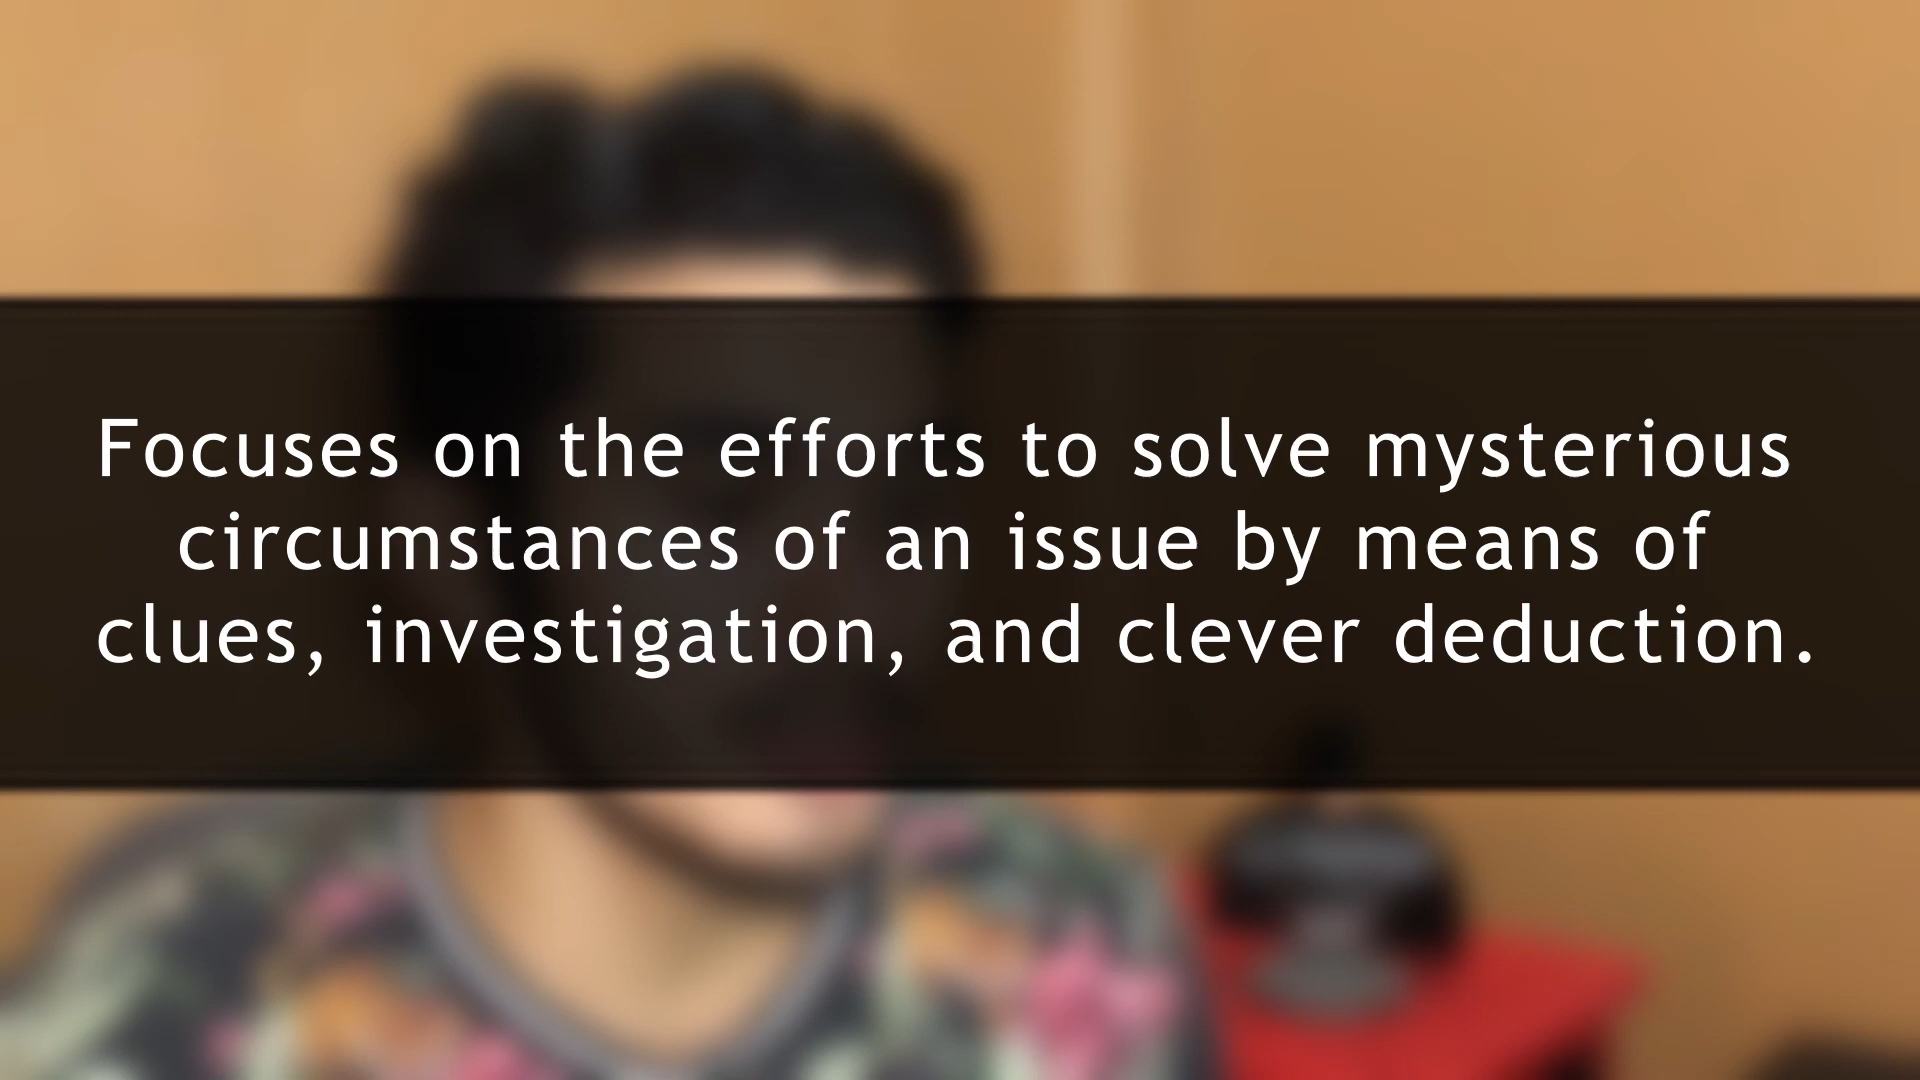 Focuses on the efforts to solve mysterious
circumstances of an issue by means of
clues, investigation, and clever deduction.